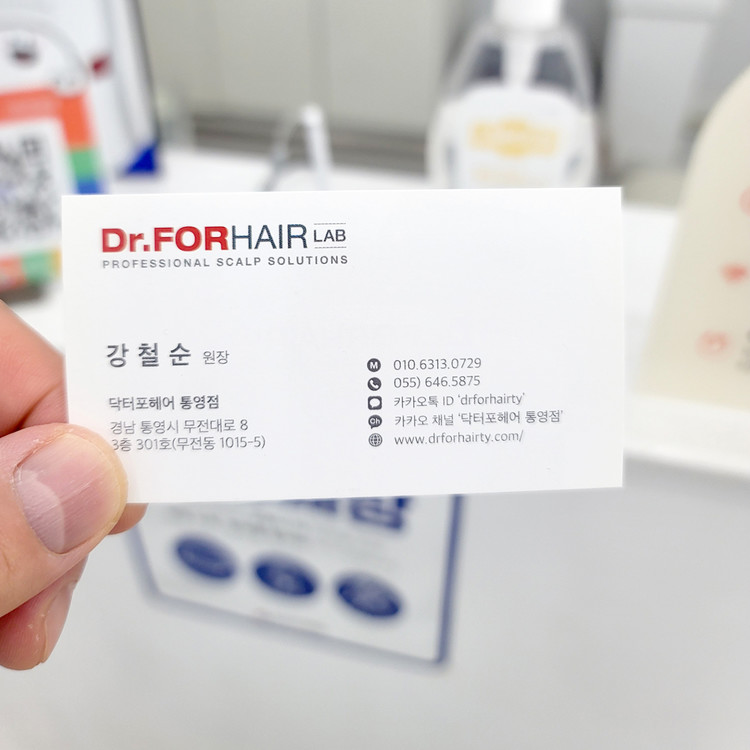 Dr.FORHAIR LAB
PROFESSIONAL SCALP SOLUTIONS
강 철 순 원장
닥터포헤어 통영점
경남 통영시 무전대로 8
3층 301호(무전동 1015-5)
M 010.6313.0729
055) 646.5875
카카오톡 ID 'drforhairty'
Ch 카카오 채널 '닥터포헤어 통영점'
www.drforhairty.com/